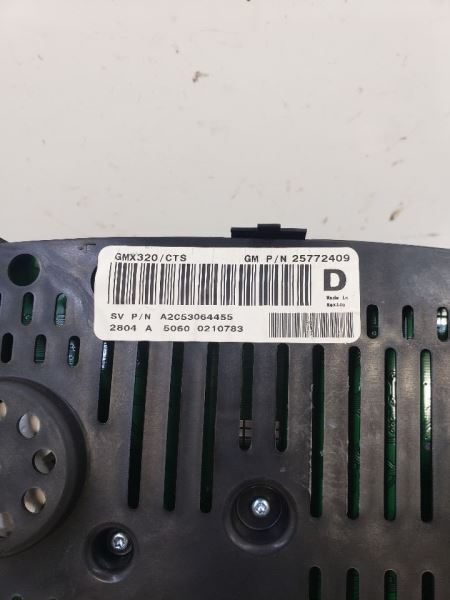 GMX320/CTS GM P/N 25772409
D
Made in
Mexico
SV P/N A2C53064455
2804 A 5060 0210783